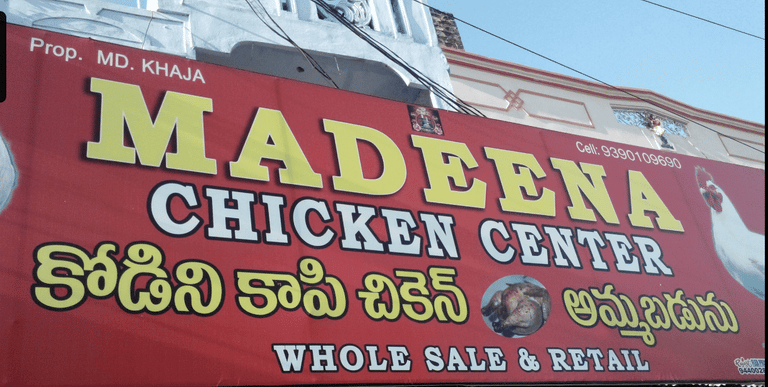 Prop. MD. KHAJA
Cell: 9390109690
MADEENA
CHICKEN CENTER
కోడిని కాపి చికెన్ అమ్మబడును
WHOLE SALE & RETAIL